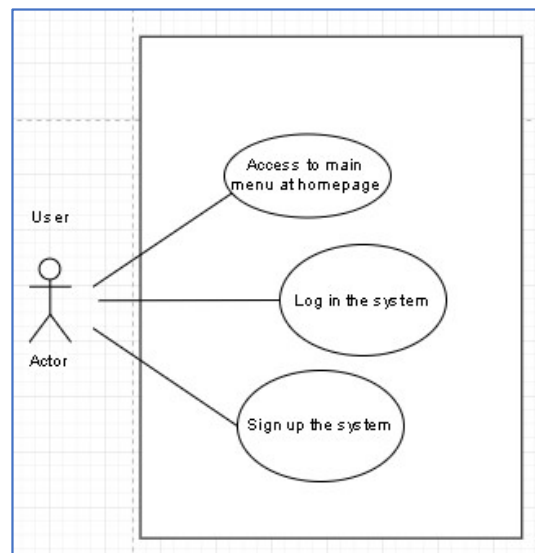 Access to main
menu at homepage
User
Log in the system
Actor
Sign up the system